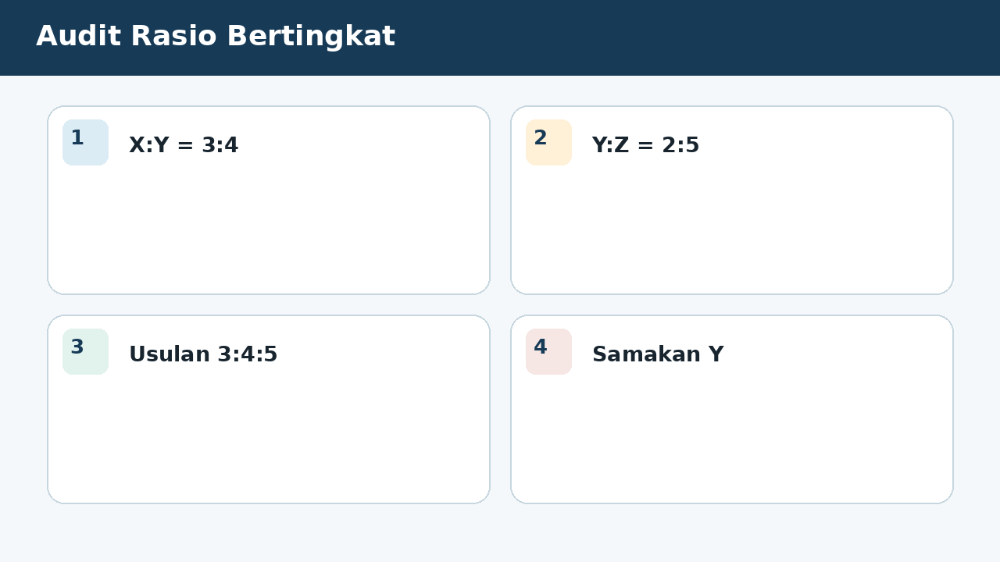 Audit Rasio Bertingkat
1
X:Y = 3:4
2
Y:Z = 2:5
3
Usulan 3:4:5
4
Samakan Y